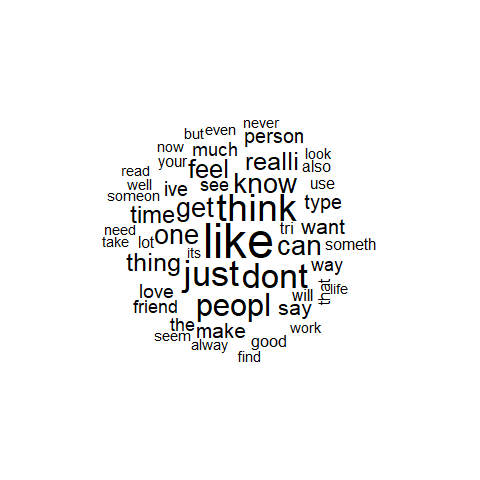 never
but even
now much person
your feel realli look
read also
well ive see know use
someon
time get think type
need one like tri want
take lot its can someth
thing just dont way
love peopl will that life
friend say
the make work
seem alway good
find